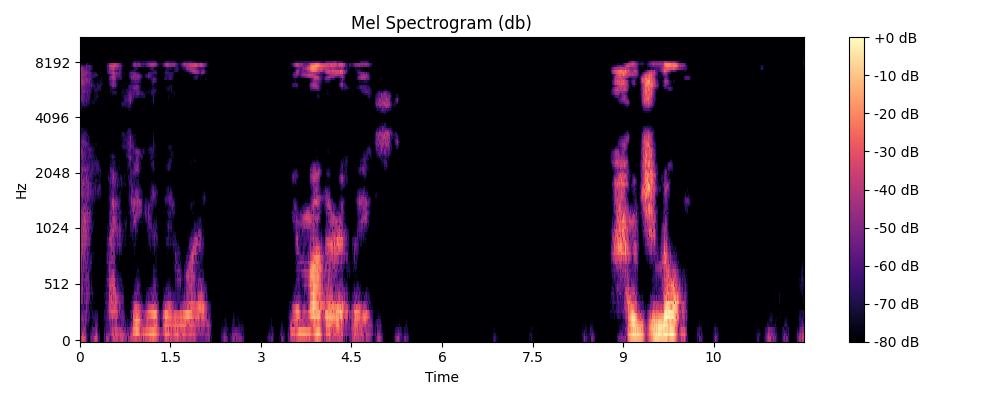 Mel Spectrogram (db)
Hz
8192
4096
2048
1024
512
0
0 1.5 3 4.5 6 7.5 9 10
Time
+0 dB
-10 dB
-20 dB
-30 dB
-40 dB
-50 dB
-60 dB
-70 dB
-80 dB